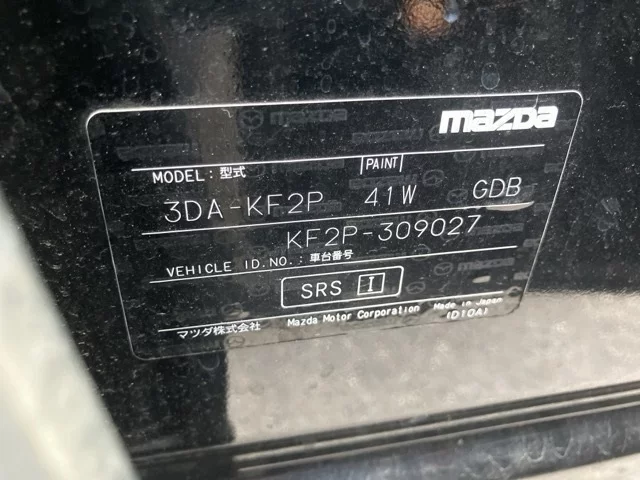 mazda
MODEL : 型式 PAINT
3DA-KF2P 41W GDB
KF2P-309027
VEHICLE ID.NO. : 車台番号
SRS I
マツダ株式会社 Mazda Motor Corporation Made in Japan
ID10A1